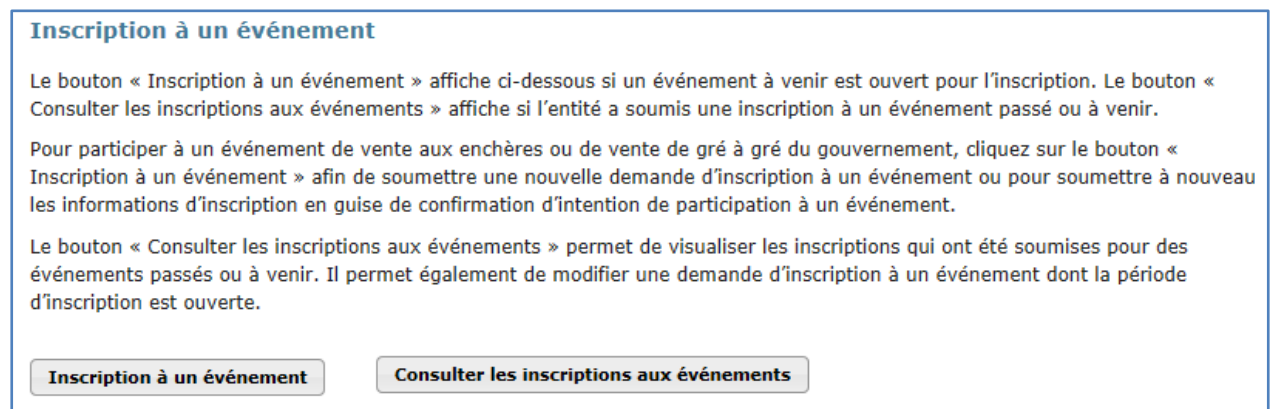 Inscription à un événement
Le bouton « Inscription à un événement » affiche ci-dessous si un événement à venir est ouvert pour l'inscription. Le bouton «
Consulter les inscriptions aux événements » affiche si l'entité a soumis une inscription à un événement passé ou à venir.
Pour participer à un événement de vente aux enchères ou de vente de gré à gré du gouvernement, cliquez sur le bouton «
Inscription à un événement » afin de soumettre une nouvelle demande d'inscription à un événement ou pour soumettre à nouveau
les informations d'inscription en guise de confirmation d'intention de participation à un événement.
Le bouton « Consulter les inscriptions aux événements » permet de visualiser les inscriptions qui ont été soumises pour des
événements passés ou à venir. Il permet également de modifier une demande d'inscription à un événement dont la période
d'inscription est ouverte.
Inscription à un événement Consulter les inscriptions aux événements